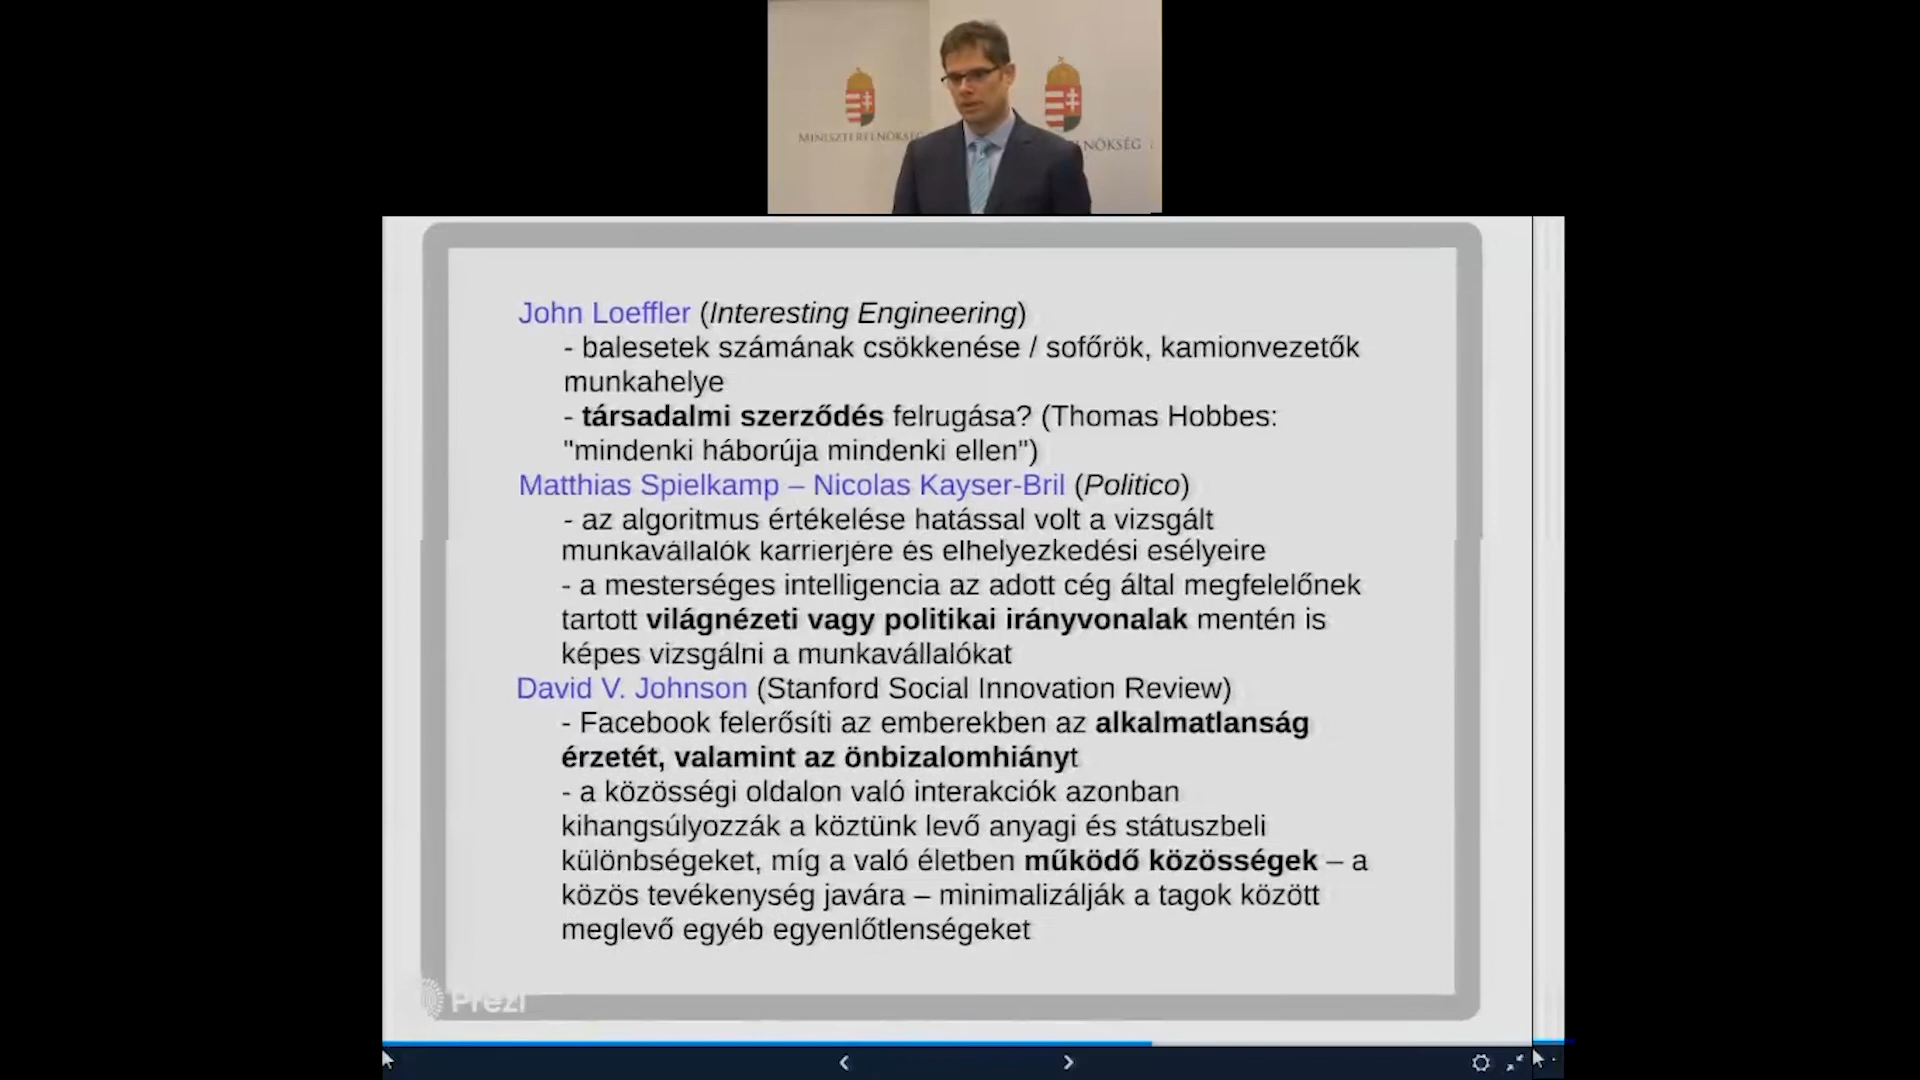 MINISZTERELNÖKSÉG
NÖKSÉG
John Loeffler (Interesting Engineering)
- balesetek számának csökkenése / sofőrök, kamionvezetők
munkahelye
- társadalmi szerződés felrugása? (Thomas Hobbes:
"mindenki háborúja mindenki ellen")
Matthias Spielkamp – Nicolas Kayser-Bril (Politico)
- az algoritmus értékelése hatással volt a vizsgált
munkavállalók karrierjére és elhelyezkedési esélyeire
- a mesterséges intelligencia az adott cég által megfelelőnek
tartott világnézeti vagy politikai irányvonalak mentén is
képes vizsgálni a munkavállalókat
David V. Johnson (Stanford Social Innovation Review)
- Facebook felerősíti az emberekben az alkalmatlanság
érzetét, valamint az önbizalomhiányt
- a közösségi oldalon való interakciók azonban
kihangsúlyozzák a köztünk levő anyagi és státuszbeli
különbségeket, míg a való életben működő közösségek – a
közös tevékenység javára – minimalizálják a tagok között
meglevő egyéb egyenlőtlenségeket
Prezi